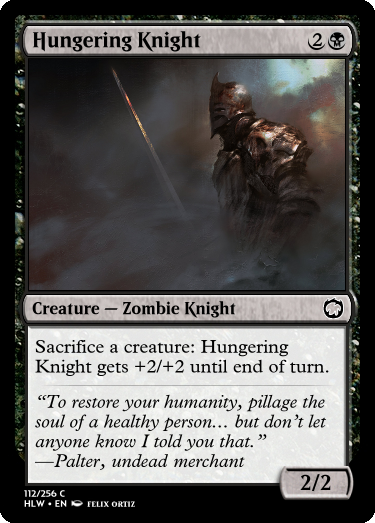 Hungering Knight 2
Creature — Zombie Knight
Sacrifice a creature: Hungering
Knight gets +2/+2 until end of turn.
“To restore your humanity, pillage the
soul of a healthy person… but don’t let
anyone know I told you that.”
—Palter, undead merchant
2/2
112/256 C
HLW • EN FELIX ORTIZ